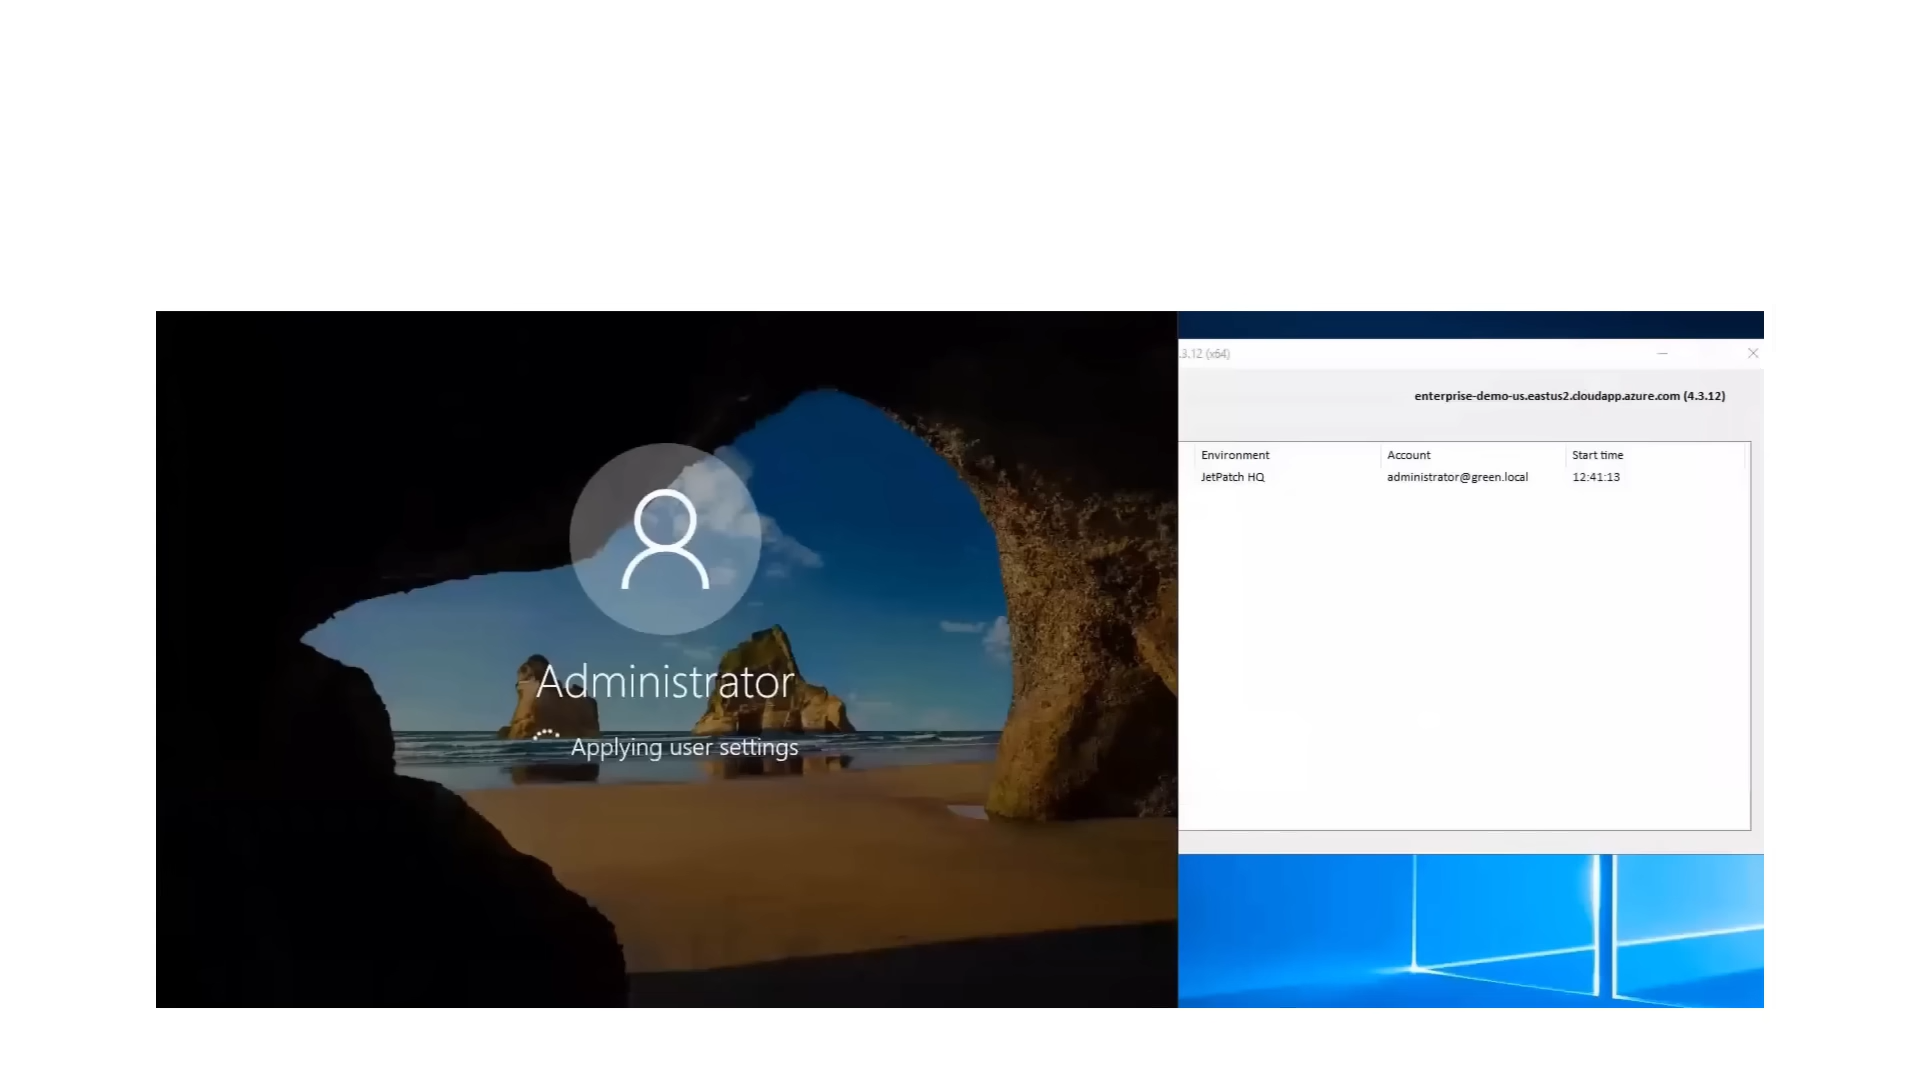 Administrator
Applying user settings
.3.12 (x64)
enterprise-demo-us.eastus2.cloudapp.azure.com (4.3.12)
Environment Account Start time
JetPatch HQ administrator@green.local 12:41:13